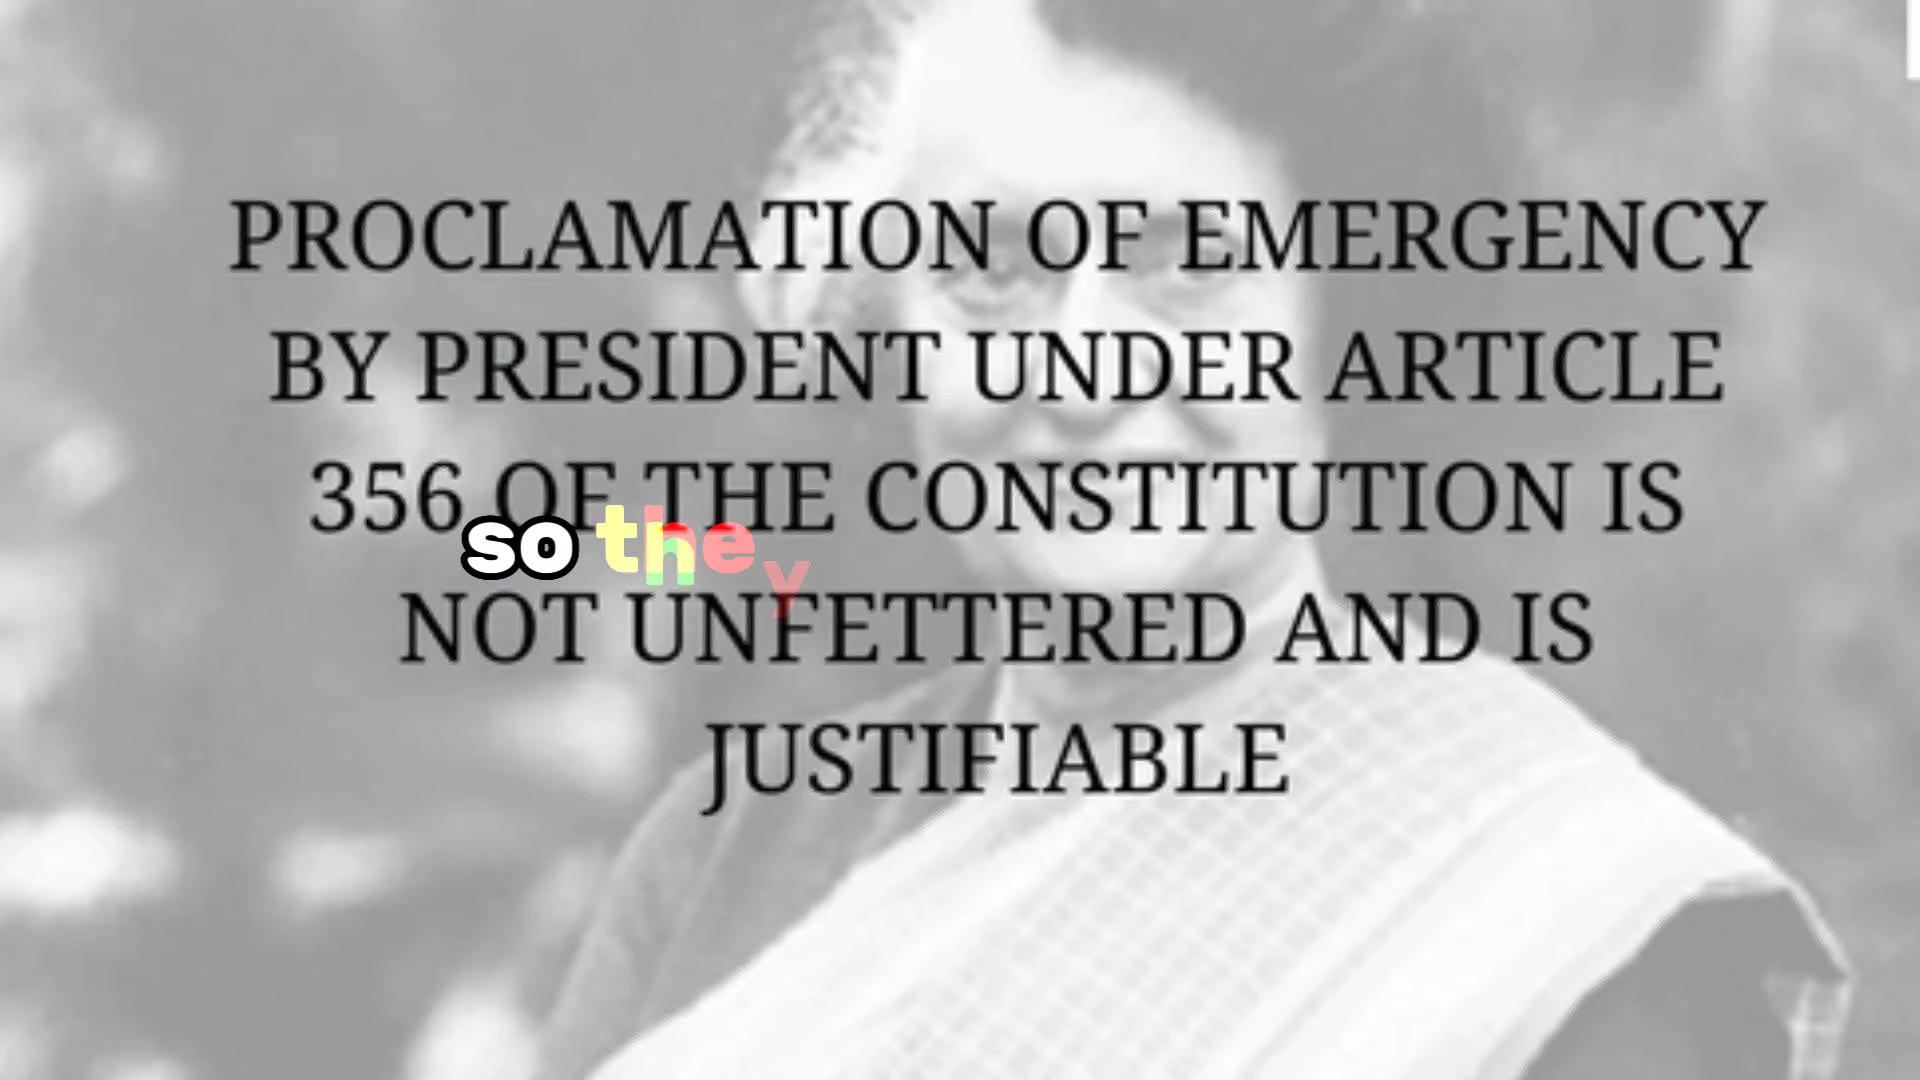 PROCLAMATION OF EMERGENCY
BY PRESIDENT UNDER ARTICLE
356 OF THE CONSTITUTION IS
so they
NOT UNFETTERED AND IS
JUSTIFIABLE